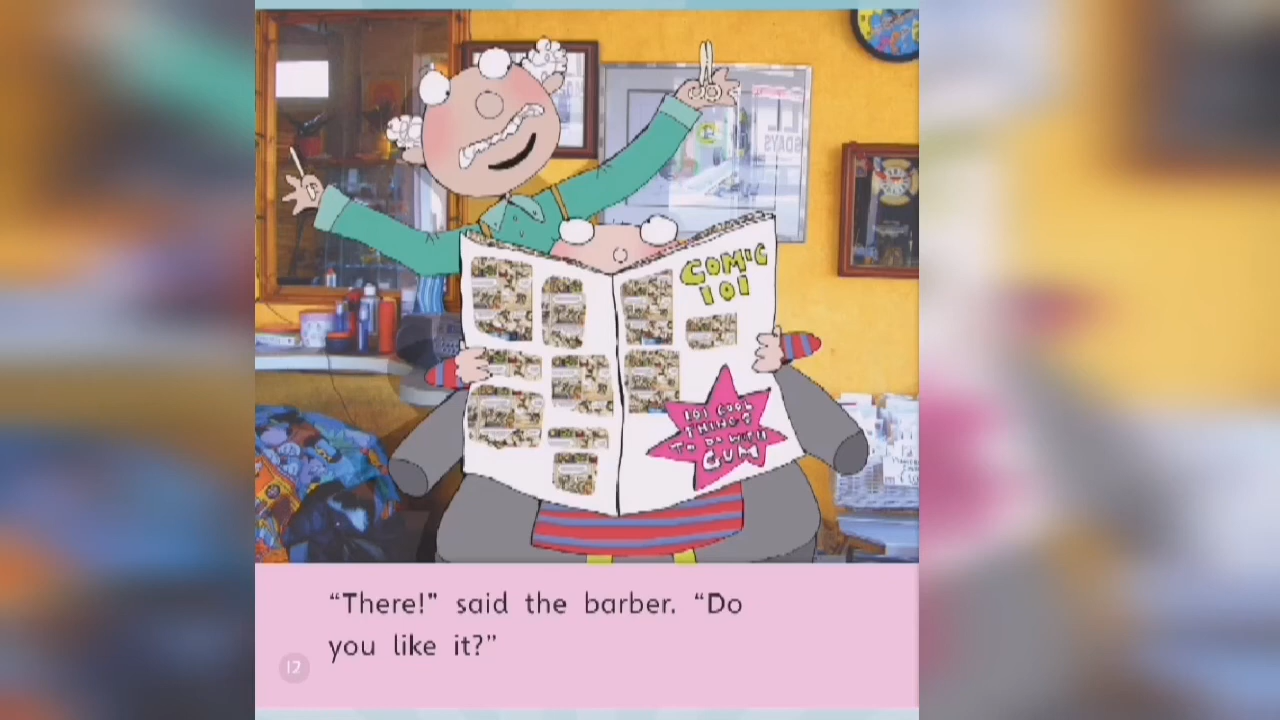 COMIC
101
101 COOL
THINGS
TO DO WITH
GUM
“There!” said the barber. “Do
you like it?”
12